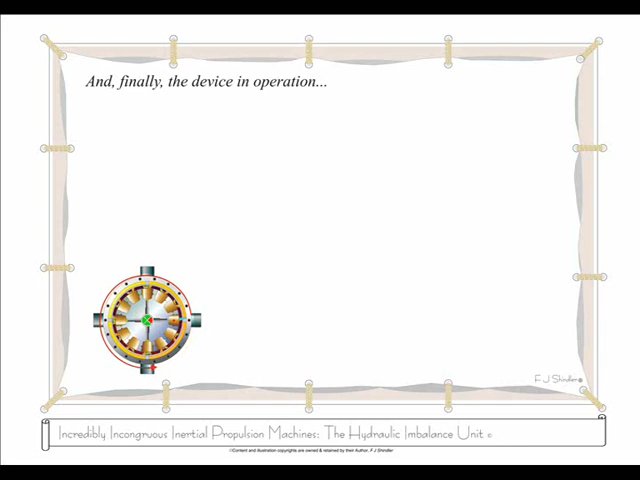 And, finally, the device in operation...
F J Shindler©
Incredibly Incongruous Inertial Propulsion Machines: The Hydraulic Imbalance Unit ©
©Content and illustration copyrights are owned & retained by their Author, F J Shindler